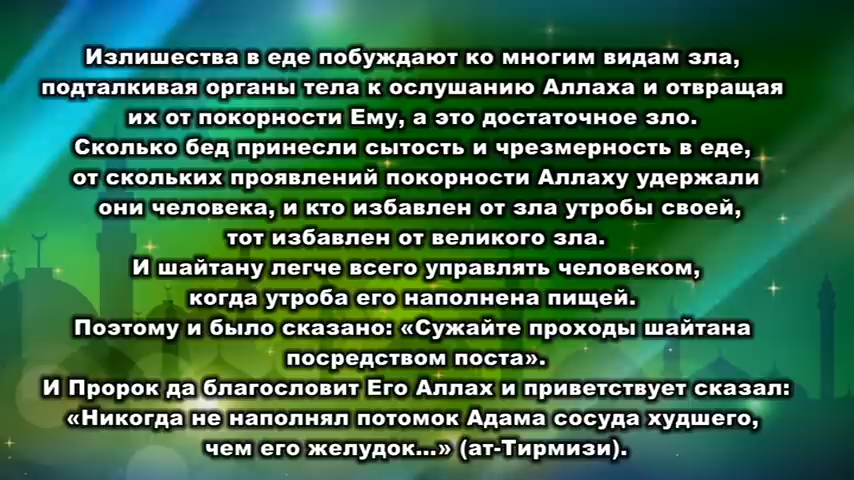 Излишества в еде побуждают ко многим видам зла,
подталкивая органы тела к ослушанию Аллаха и отвращая
их от покорности Ему, а это достаточное зло.
Сколько бед принесли сытость и чрезмерность в еде,
от скольких проявлений покорности Аллаху удержали
они человека, и кто избавлен от зла утробы своей,
тот избавлен от великого зла.
И шайтану легче всего управлять человеком,
когда утроба его наполнена пищей.
Поэтому и было сказано: «Сужайте проходы шайтана
посредством поста».
И Пророк да благословит Его Аллах и приветствует сказал:
«Никогда не наполнял потомок Адама сосуда худшего,
чем его желудок...» (ат-Тирмизи).